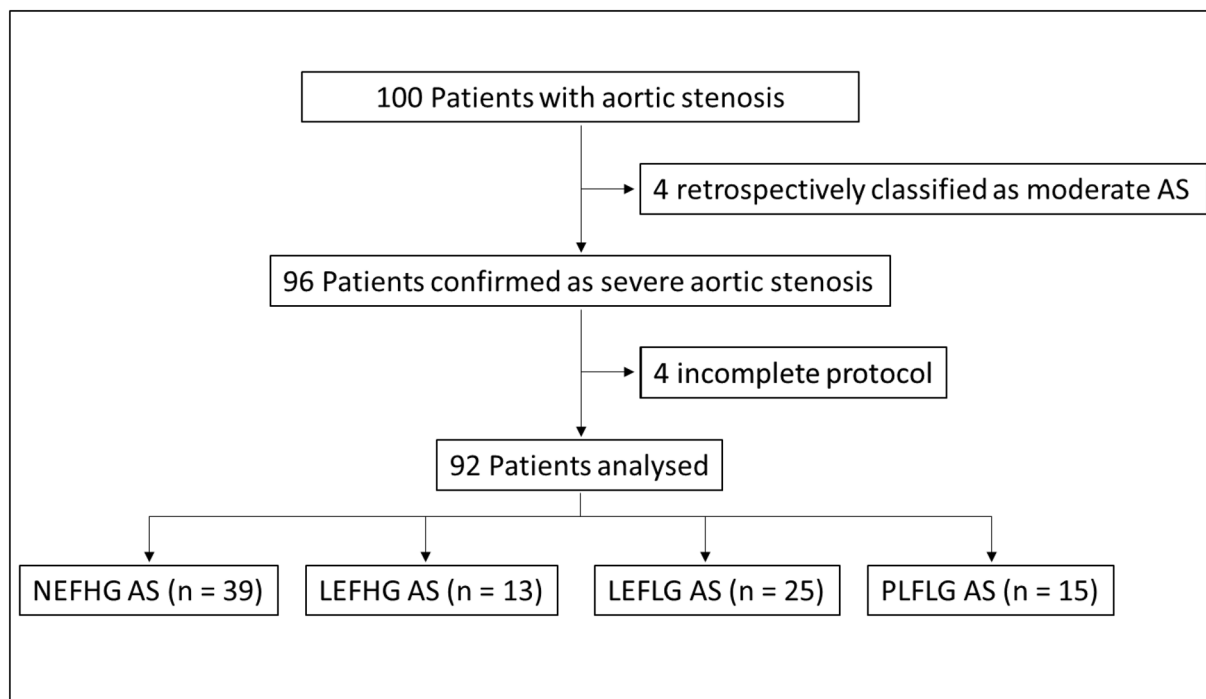 100 Patients with aortic stenosis
4 retrospectively classified as moderate AS
96 Patients confirmed as severe aortic stenosis
4 incomplete protocol
92 Patients analysed
NEFHG AS (n = 39)
LEFHG AS (n = 13)
LEFLG AS (n = 25)
PLFLG AS (n = 15)